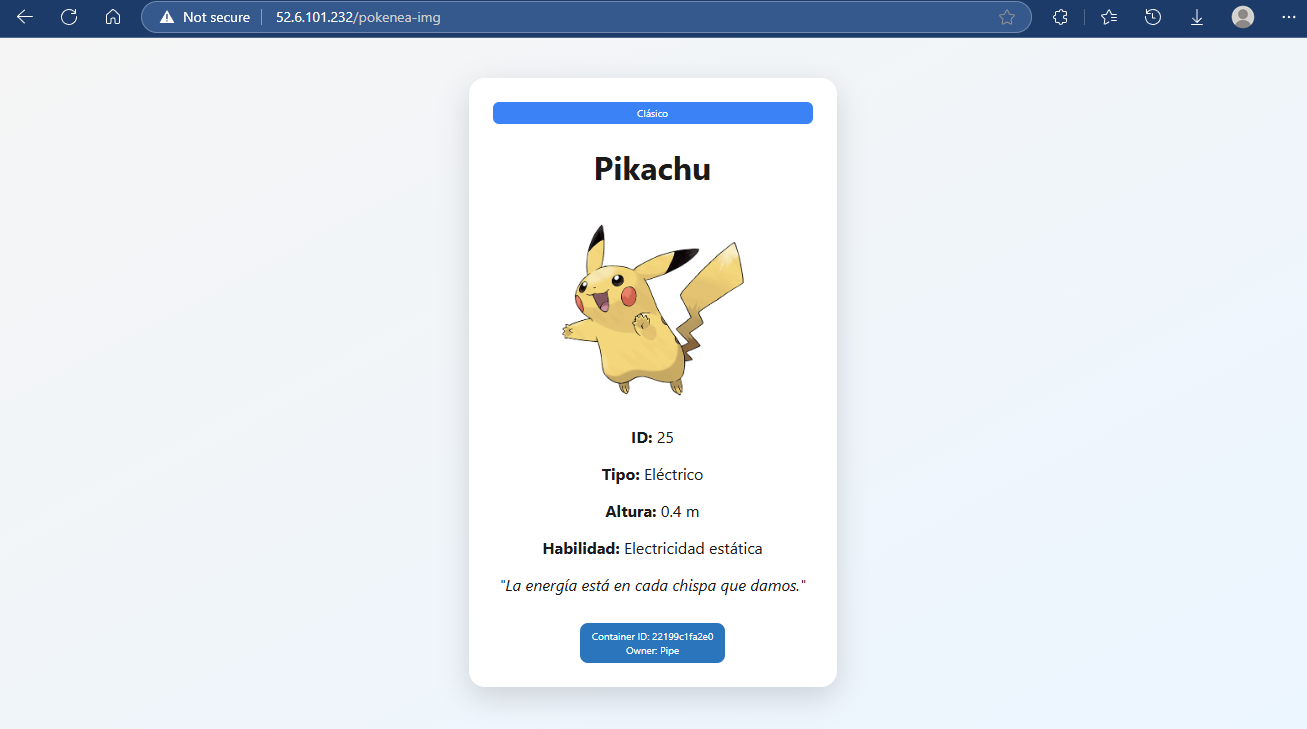 Not secure
52.6.101.232/pokenea-img
Clásico
Pikachu
ID: 25
Tipo: Eléctrico
Altura: 0.4 m
Habilidad: Electricidad estática
"La energía está en cada chispa que damos."
Container ID: 22199c1fa2e0
Owner: Pipe